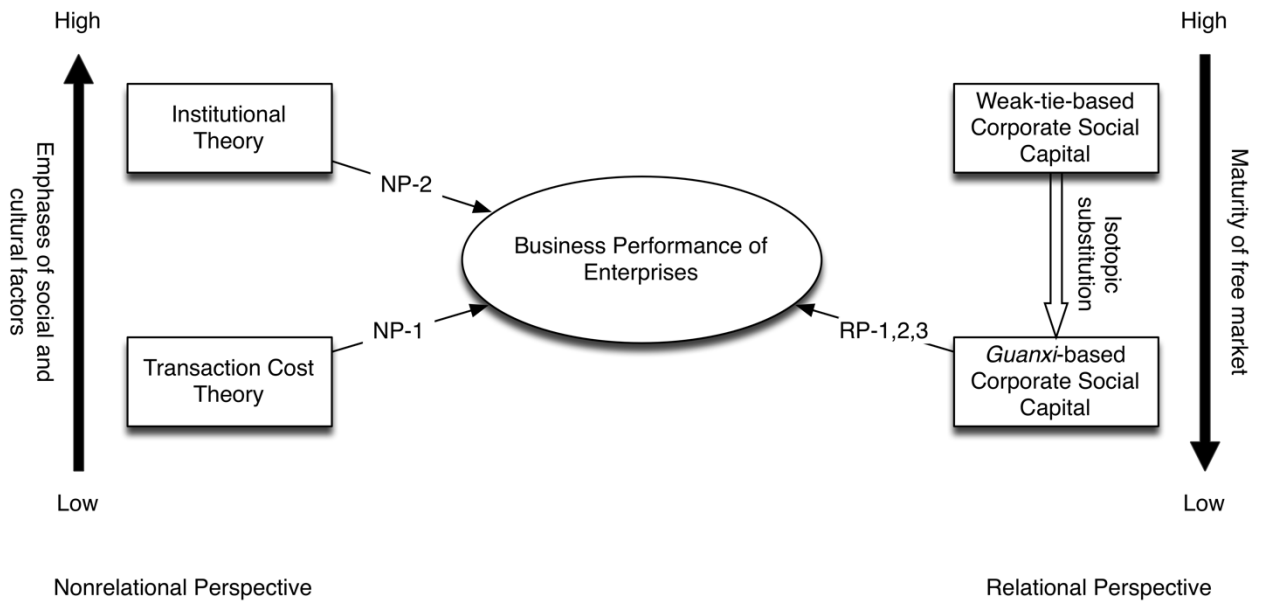 High
High
Institutional
Theory
Weak-tie-based
Corporate Social
Capital
Emphases of social and
cultural factors
NP-2
Business Performance of
Enterprises
Isotopic
substitution
Maturity of free market
NP-1
RP-1,2,3
Transaction Cost
Theory
Guanxi-based
Corporate Social
Capital
Low
Low
Nonrelational Perspective
Relational Perspective